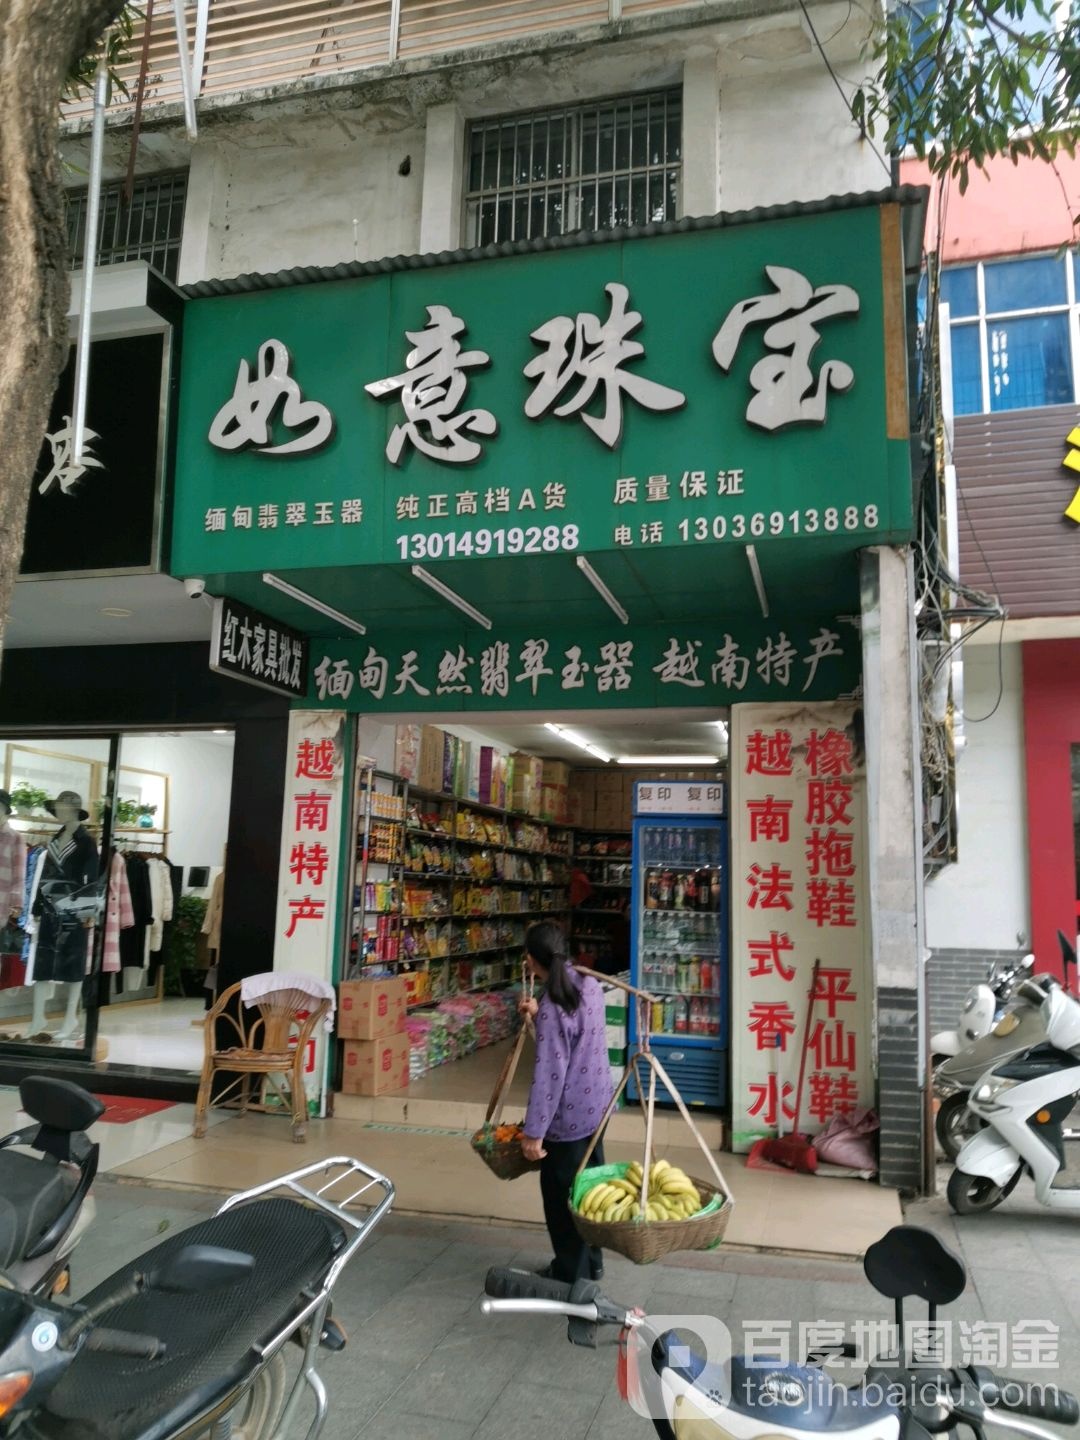 如意珠宝
缅甸翡翠玉器 纯正高档A货 质量保证
13014919288 电话 13036913888
红木家具批发
缅甸天然翡翠玉器 越南特产
越南特产
复印 复印
越南法式香水
橡胶拖鞋 平仙鞋
百度地图淘金
taojin.baidu.com